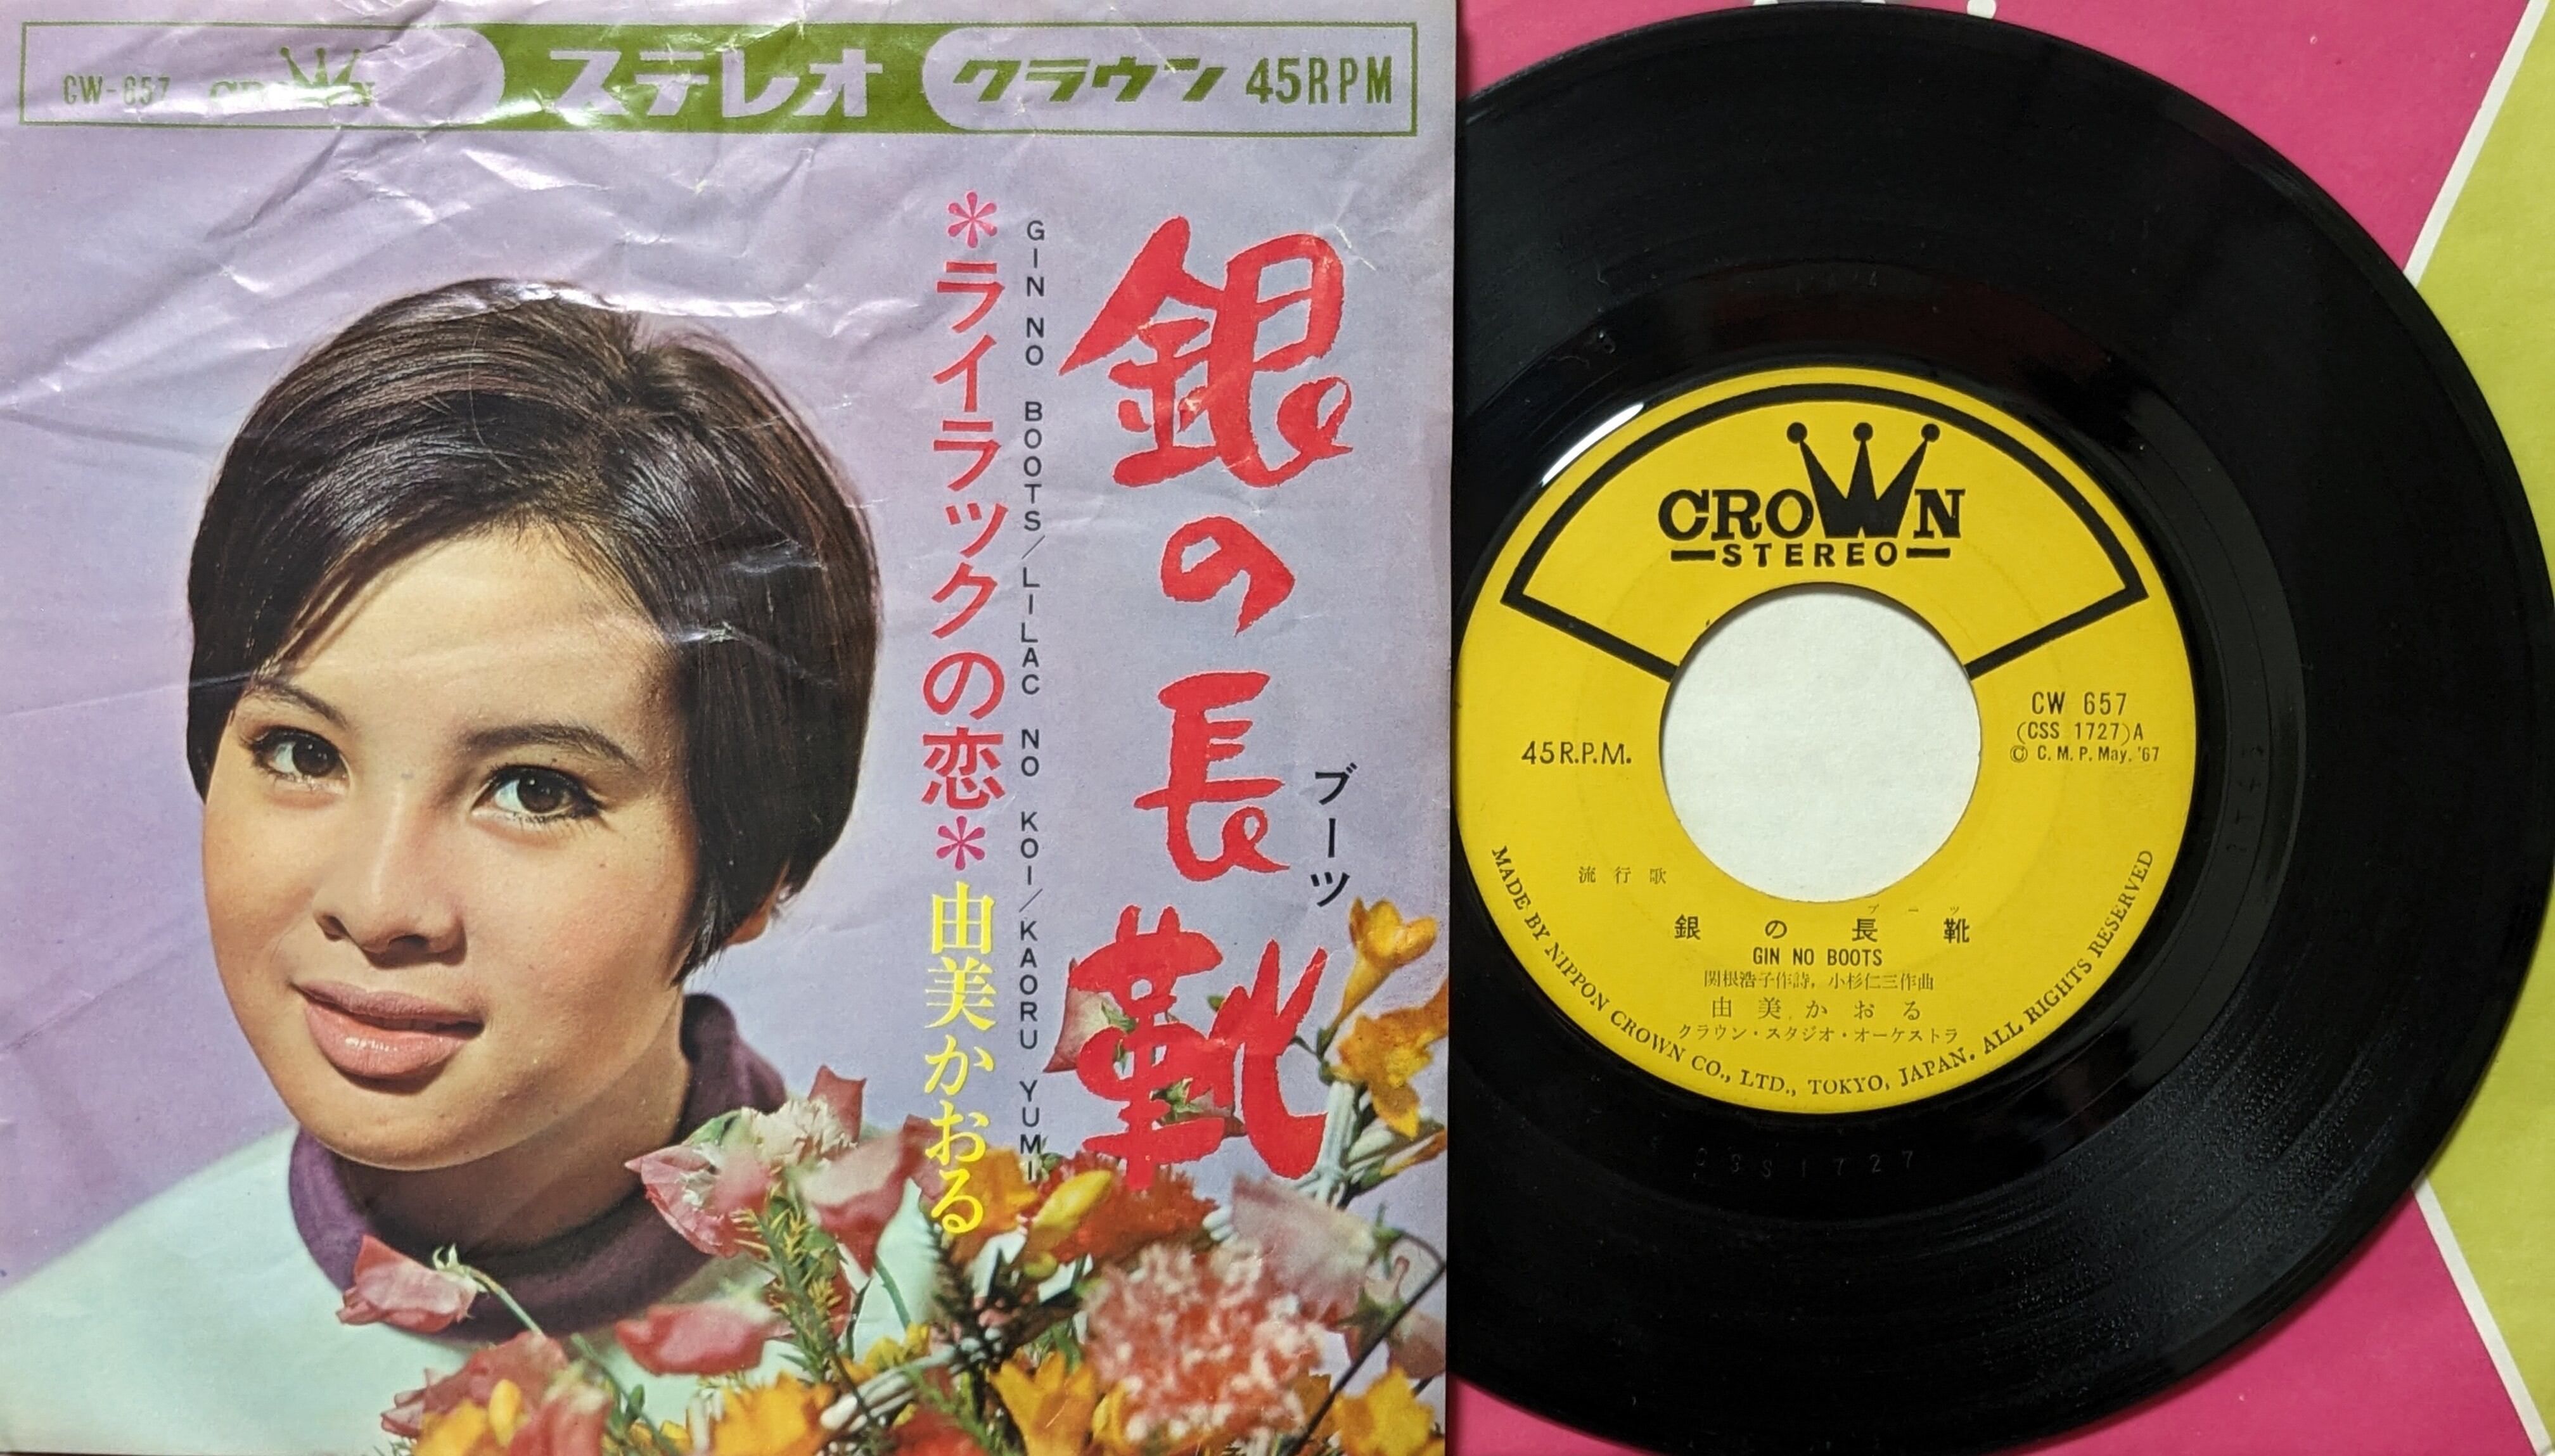 CW-657 CROWN ステレオ クラウン 45RPM
銀の長靴
ブーツ
GIN NO BOOTS/LILAC NO KOI/KAORU YUMI
*ライラックの恋*
由美かおる
CROWN
STEREO
45 R.P.M.
CW 657
(CSS 1727)A
© C. M. P. May. '67
流行歌
ブーツ
銀の長靴
GIN NO BOOTS
関根浩子作詩，小杉仁三作曲
由美かおる
クラウン・スタジオ・オーケストラ
MADE BY NIPPON CROWN CO., LTD., TOKYO, JAPAN. ALL RIGHTS RESERVED
CSS1727